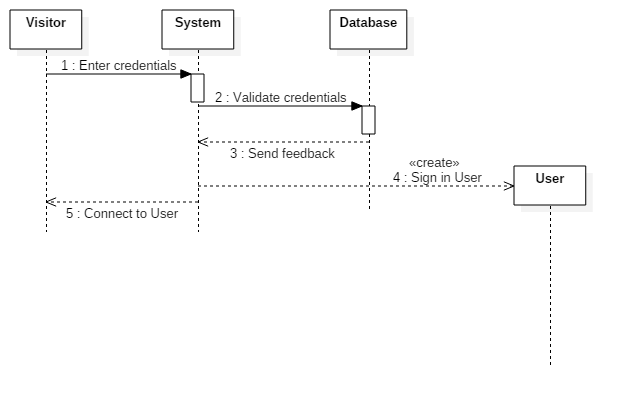 Visitor
System
Database
1 : Enter credentials
2 : Validate credentials
3 : Send feedback
«create»
4 : Sign in User
User
5 : Connect to User